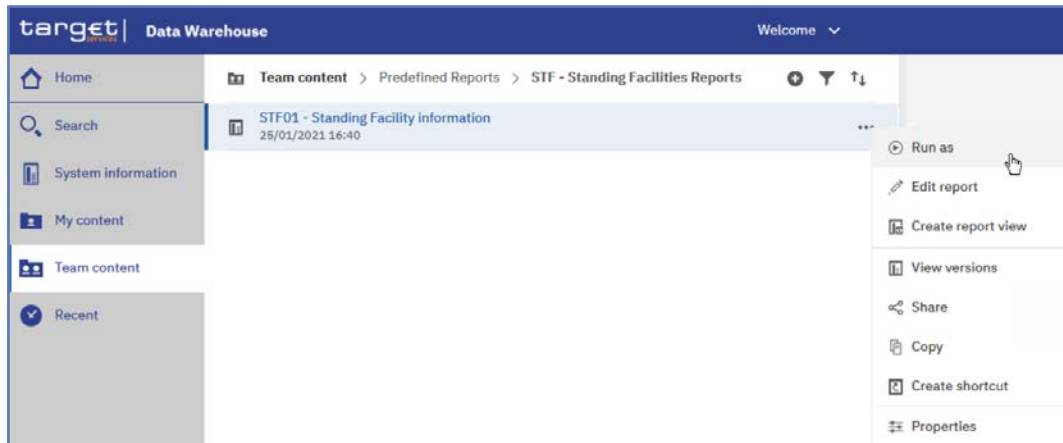 target| Data Warehouse Welcome
services
Home
Team content > Predefined Reports > STF - Standing Facilities Reports
Search
STF01 - Standing Facility information
25/01/2021 16:40
System information
My content
Team content
Recent
Run as
Edit report
Create report view
View versions
Share
Copy
Create shortcut
Properties